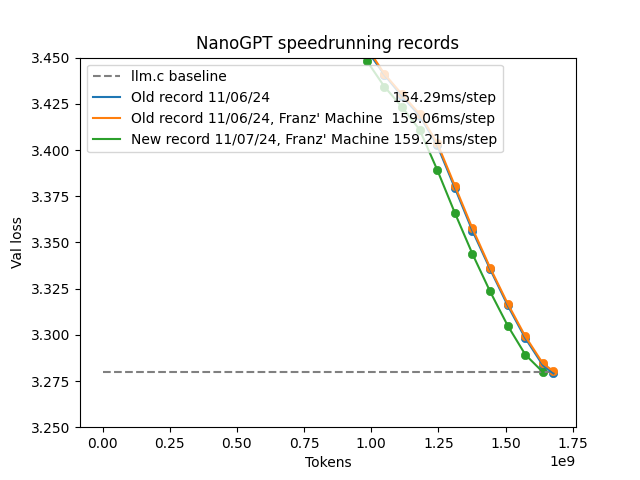 NanoGPT speedrunning records
3.450
3.425
3.400
3.375
3.350
3.325
3.300
3.275
3.250
Val loss
llm.c baseline
Old record 11/06/24 154.29ms/step
Old record 11/06/24, Franz' Machine 159.06ms/step
New record 11/07/24, Franz' Machine 159.21ms/step
0.00 0.25 0.50 0.75 1.00 1.25 1.50 1.75
1e9
Tokens